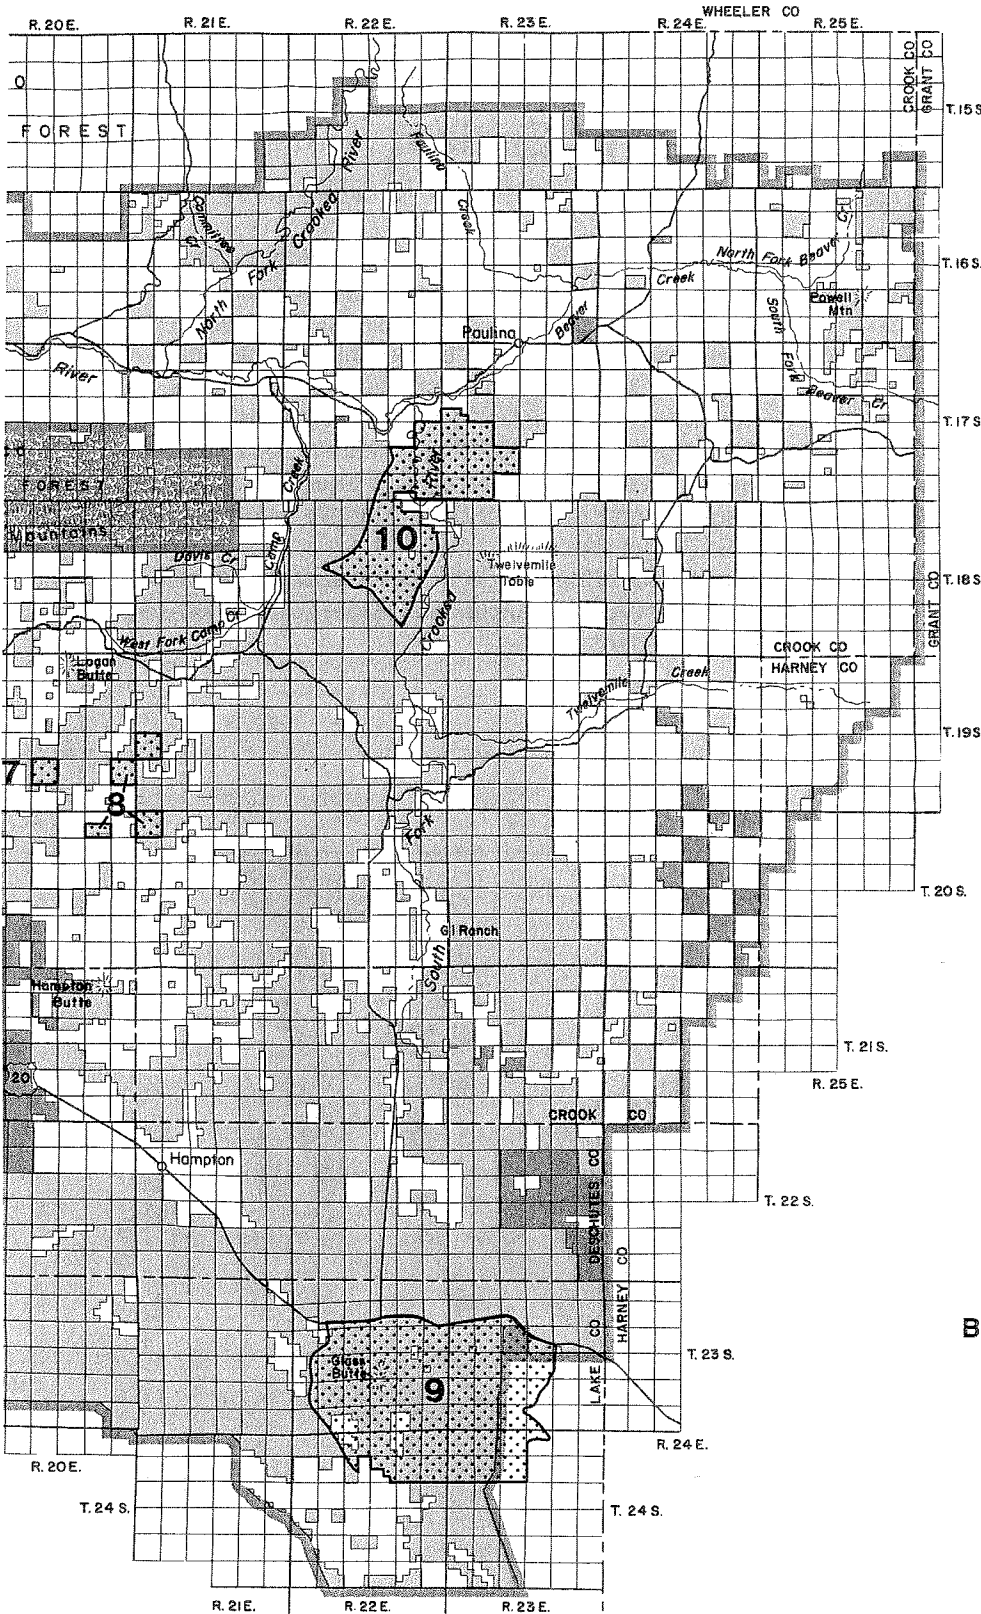 WHEELER CO
R. 20 E.
R. 21 E.
R. 22 E.
R. 23 E.
R. 24 E.
R. 25 E.
CROOK CO
GRANT CO
O
T. 15 S
FOREST
River
Paulina
Creek
Committee
Cr
Crooked
Fork
North
North Fork Beaver
Cr
Creek
T. 16 S.
Powell
Mtn
South
Fork
Beaver Cr
Paulina
Beaver
River
T. 17 S.
Creek
River
FOREST
Mountains
10
Camp
Davis Cr
Twelvemile
Table
T. 18 S.
Crooked
GRANT CO
West Fork Camp Cr
Logan
Butte
CROOK CO
HARNEY CO
Twelvemile
Creek
T. 19 S
7
8
Fork
T. 20 S.
GI Ranch
South
Hampton
Butte
T. 21 S.
20
R. 25 E.
CROOK CO
Hampton
DESCHUTES CO
T. 22 S.
HARNEY CO
LAKE CO
B
T. 23 S.
Glass
Butte
9
R. 24 E.
R. 20 E.
T. 24 S.
T. 24 S.
R. 21 E.
R. 22 E.
R. 23 E.